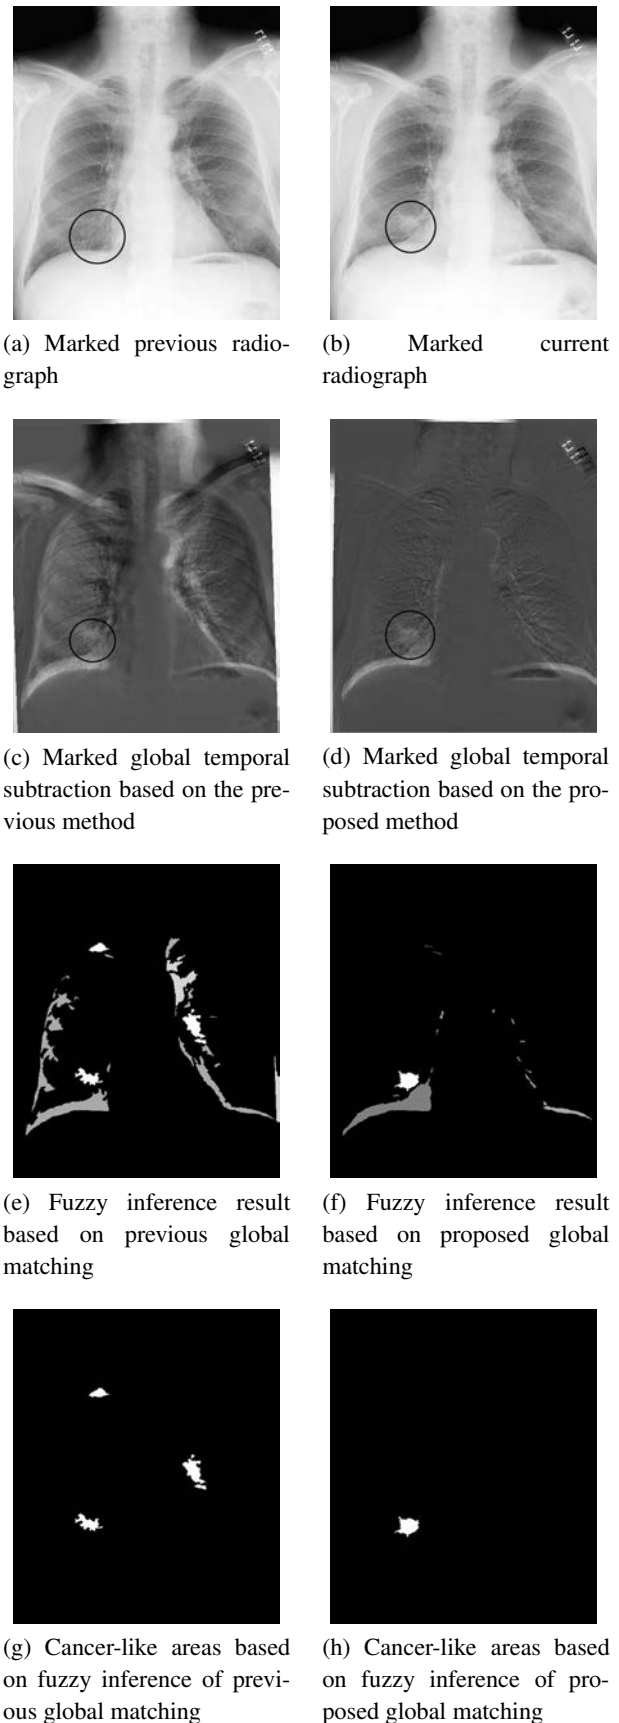 (a) Marked previous radio-
graph
(b) Marked current
radiograph
(c) Marked global temporal
subtraction based on the pre-
vious method
(d) Marked global temporal
subtraction based on the pro-
posed method
(e) Fuzzy inference result
based on previous global
matching
(f) Fuzzy inference result
based on proposed global
matching
(g) Cancer-like areas based
on fuzzy inference of previ-
ous global matching
(h) Cancer-like areas based
on fuzzy inference of pro-
posed global matching